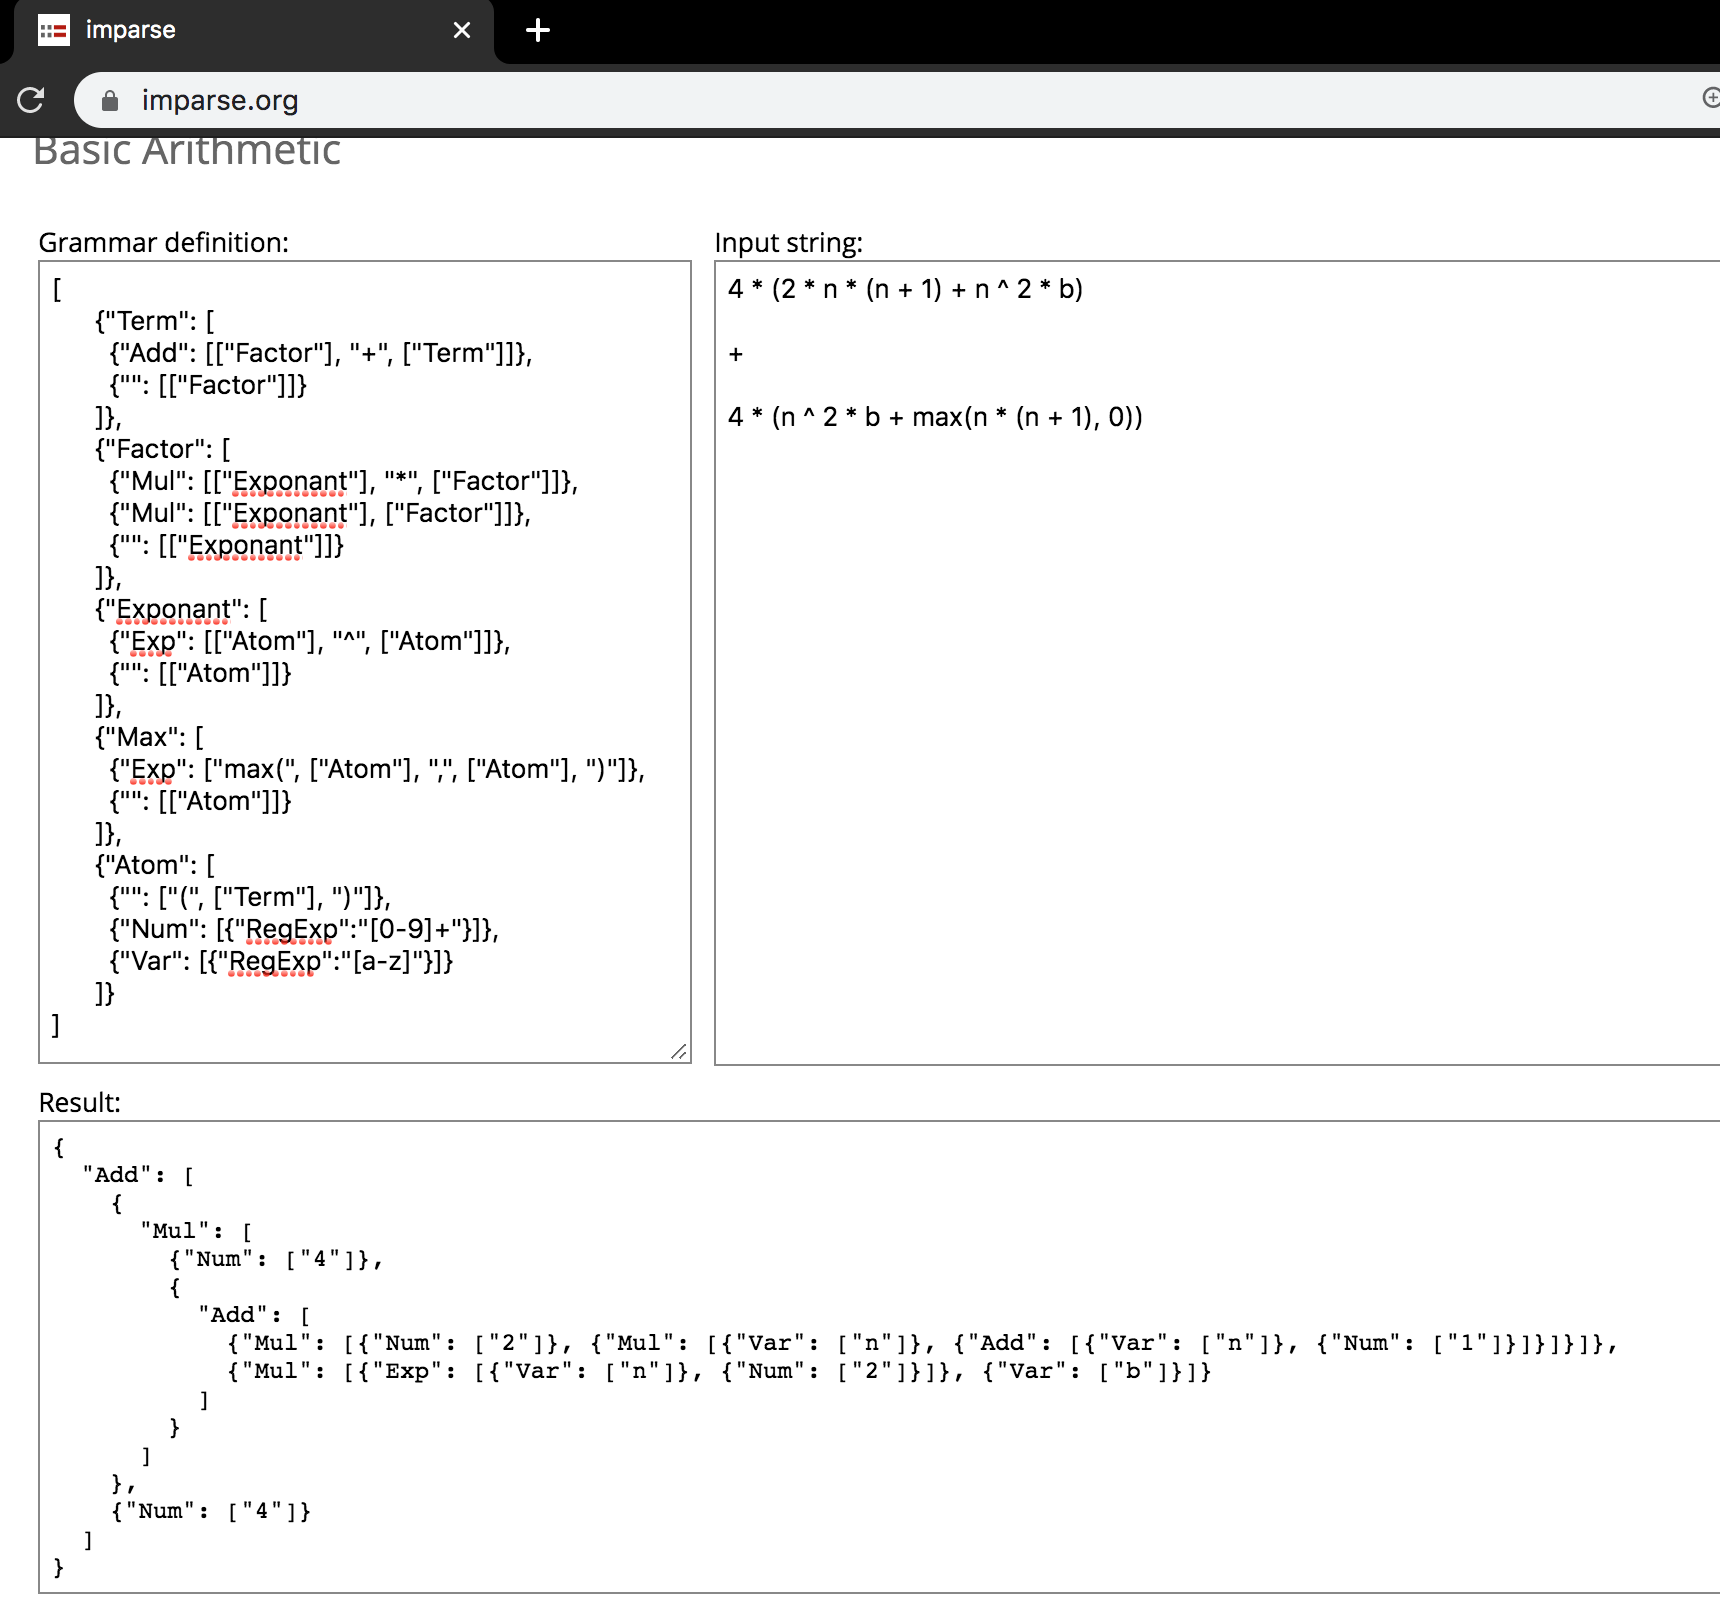 imparse
imparse.org
Basic Arithmetic
Grammar definition:
[
{"Term": [
{"Add": [["Factor"], "+", ["Term"]]},
{"": [["Factor"]]}
]},
{"Factor": [
{"Mul": [["Exponant"], "*", ["Factor"]]},
{"Mul": [["Exponant"], ["Factor"]]},
{"": [["Exponant"]]}
]},
{"Exponant": [
{"Exp": [["Atom"], "^", ["Atom"]]},
{"": [["Atom"]]}
]},
{"Max": [
{"Exp": ["max(", ["Atom"], ",", ["Atom"], ")"]},
{"": [["Atom"]]}
]},
{"Atom": [
{"": ["(", ["Term"], ")"]},
{"Num": [{"RegExp":"[0-9]+"}]},
{"Var": [{"RegExp":"[a-z]"}]}
]}
]
Input string:
4 * (2 * n * (n + 1) + n ^ 2 * b)
+
4 * (n ^ 2 * b + max(n * (n + 1), 0))
Result:
{
"Add": [
{
"Mul": [
{"Num": ["4"]},
{
"Add": [
{"Mul": [{"Num": ["2"]}, {"Mul": [{"Var": ["n"]}, {"Add": [{"Var": ["n"]}, {"Num": ["1"]}]}]}]},
{"Mul": [{"Exp": [{"Var": ["n"]}, {"Num": ["2"]}]}, {"Var": ["b"]}]}
]
}
]
},
{"Num": ["4"]}
]
}